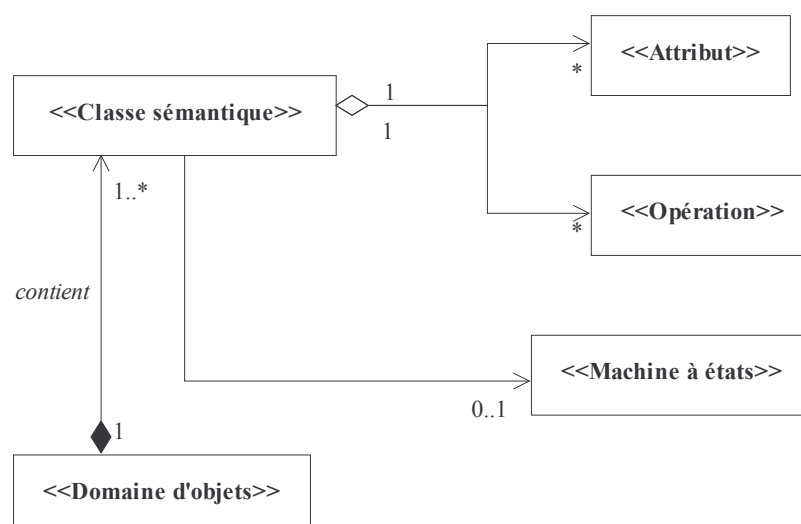 <<Attribut>>
*
<<Classe sémantique>>
1
1
1..*
<<Opération>>
*
contient
<<Machine à états>>
0..1
1
<<Domaine d'objets>>